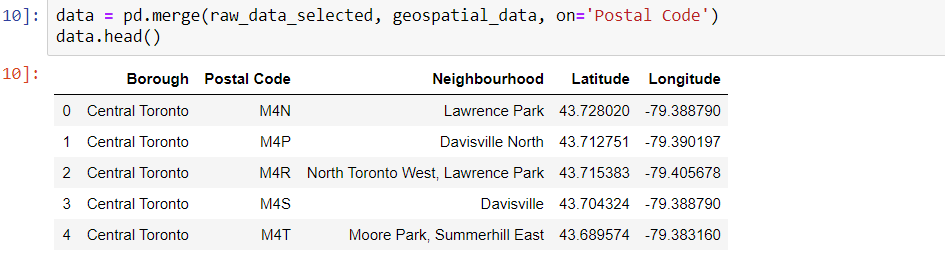 10]: data = pd.merge(raw_data_selected, geospatial_data, on='Postal Code')
data.head()
10]:
Borough Postal Code Neighbourhood Latitude Longitude
0 Central Toronto M4N Lawrence Park 43.728020 -79.388790
1 Central Toronto M4P Davisville North 43.712751 -79.390197
2 Central Toronto M4R North Toronto West, Lawrence Park 43.715383 -79.405678
3 Central Toronto M4S Davisville 43.704324 -79.388790
4 Central Toronto M4T Moore Park, Summerhill East 43.689574 -79.383160